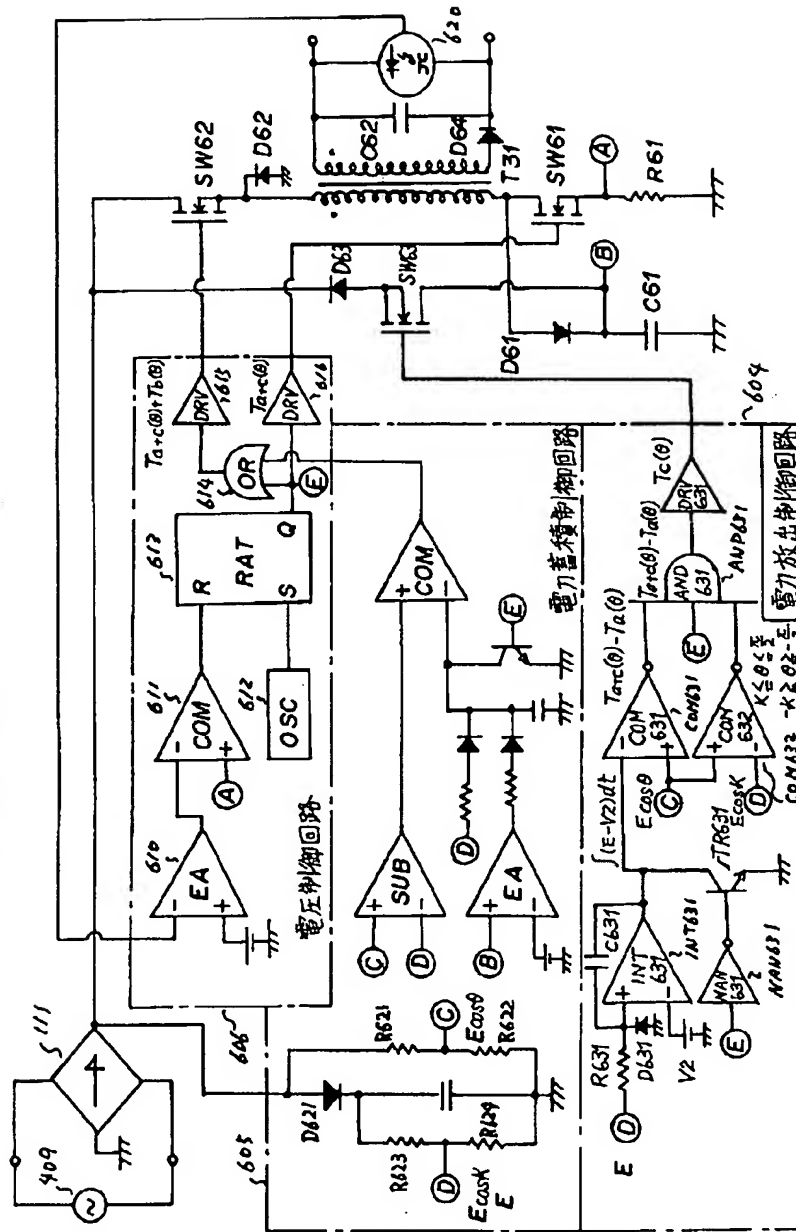 409
111
605
606
D621
R621
C
Ecosθ
R622
R623
R624
D
EcosK
E
610
EA
-
+
611
COM
-
+
A
612
OSC
613
R
RAT
S
Q
614
OR
E
Ta+c(θ)+Tb(θ)
DRV
615
Ta+c(θ)
DRV
616
電圧制御回路
SW62
D62
C62
D64
T31
620
SW61
A
R61
D63
SW63
B
D61
C61
C
D
+
-
SUB
D
B
+
-
EA
+
-
COM
E
電力蓄積制御回路
604
E
D
R631
D631
V2
C631
+
-
INT
631
INT631
∫(E-V2)dt
E
NAN
631
NAN631
TR631
C
Ecosθ
D
EcosK
-
COM
631
COM631
+
COM
632
COM632
Ta+c(θ)-Ta(θ)
Ta+c(θ)-Ta(θ)
E
AND
631
AND631
DRV
631
Tc(θ)
電力放出制御回路